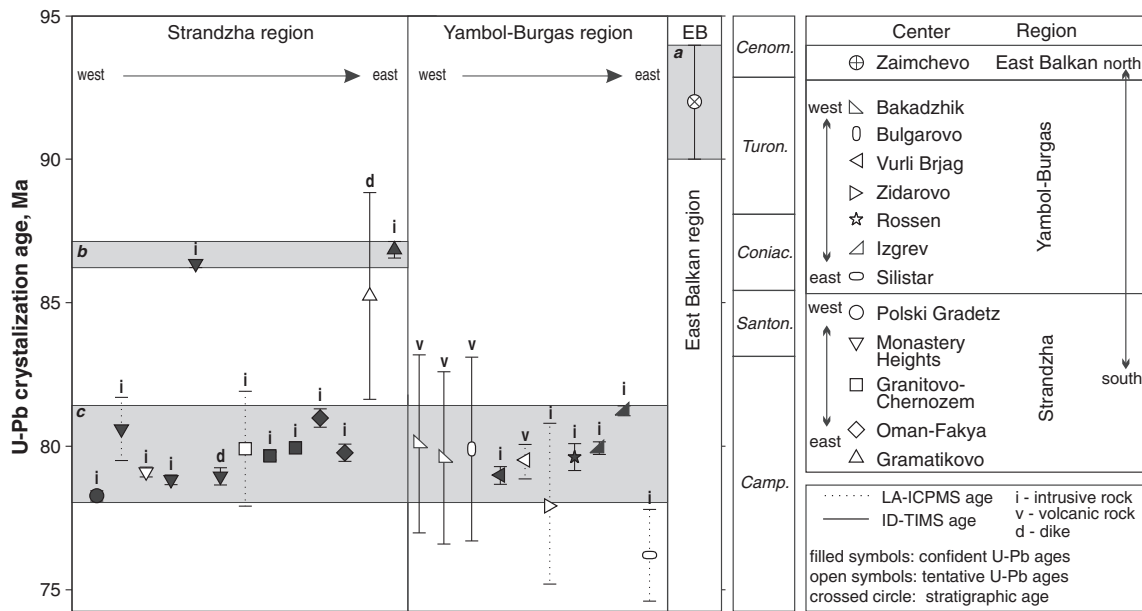 U-Pb crystalization age, Ma
95
90
85
80
75
Strandzha region
west
east
Yambol-Burgas region
west
east
EB
a
b
c
d
i
i
i
i
i
i
d
i
i
i
i
i
v
v
v
i
v
i
i
i
i
i
East Balkan region
Cenom.
Turon.
Coniac.
Santon.
Camp.
Center Region
Zaimchevo East Balkan north
west Bakadzhik
Bulgarovo
Vurli Brjag
Zidarovo
Rossen
Izgrev
east Silistar
Yambol-Burgas
west Polski Gradetz
Monastery
Heights
south
Granitovo-
Chernozem
Oman-Fakya
east
Gramatikovo
Strandzha
LA-ICPMS age i - intrusive rock
ID-TIMS age v - volcanic rock
d - dike
filled symbols: confident U-Pb ages
open symbols: tentative U-Pb ages
crossed circle: stratigraphic age